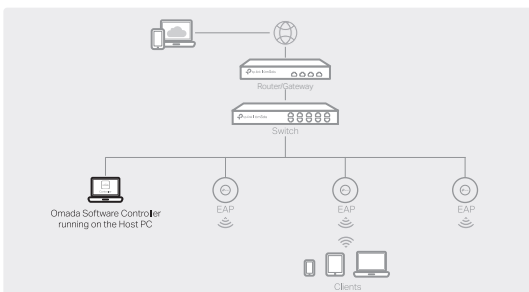 Router/Gateway
Switch
Omada Software Controller
running on the Host PC
EAP
EAP
EAP
Clients